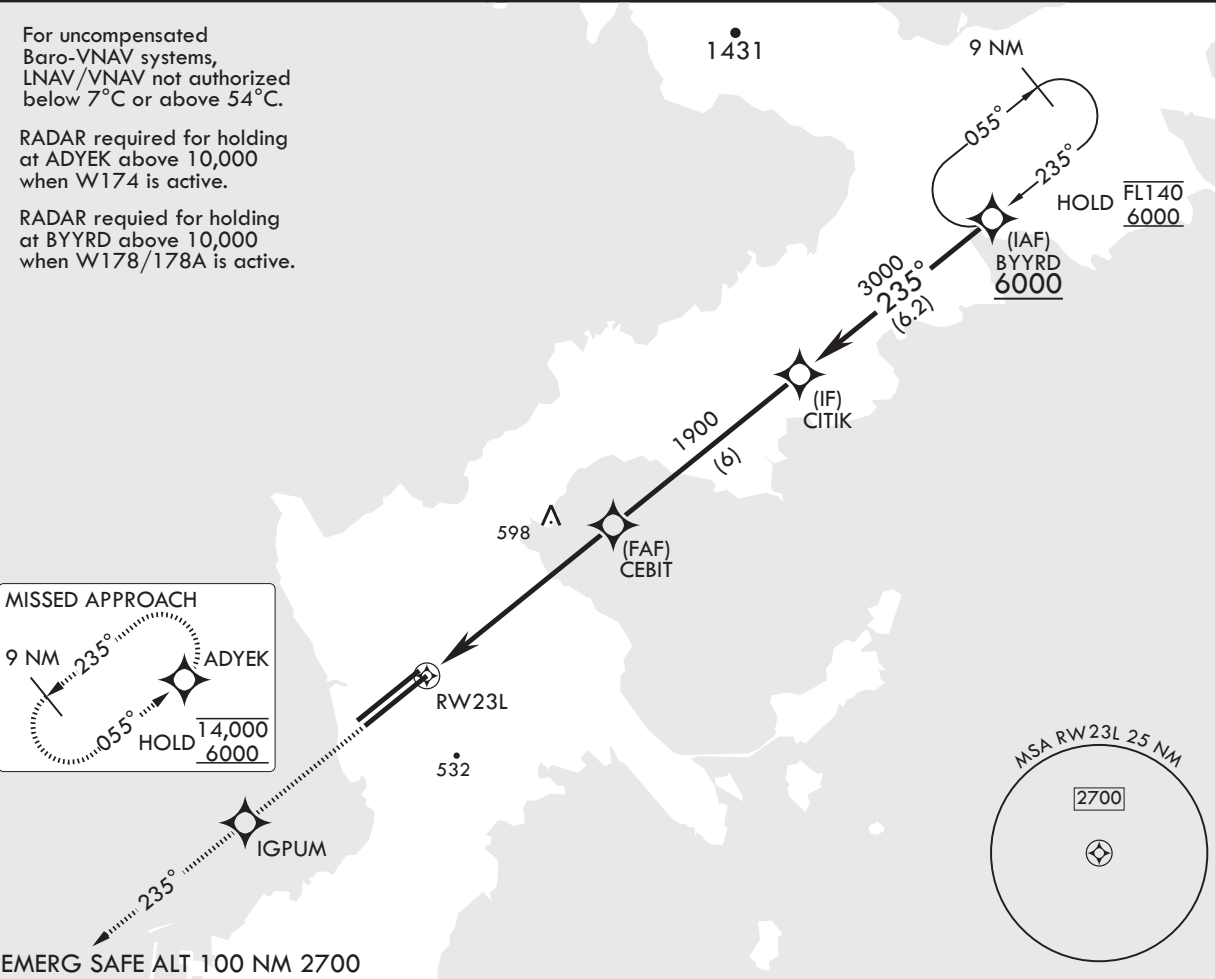 For uncompensated
Baro-VNAV systems,
LNAV/VNAV not authorized
below 7°C or above 54°C.
RADAR required for holding
at ADYEK above 10,000
when W174 is active.
RADAR requied for holding
at BYYRD above 10,000
when W178/178A is active.
1431
9 NM
055°
235°
HOLD
FL140
6000
(IAF)
BYYRD
6000
3000
235°
(6.2)
(IF)
CITIK
1900
(6)
598
(FAF)
CEBIT
RW23L
532
MISSED APPROACH
9 NM
235°
ADYEK
055°
HOLD
14,000
6000
IGPUM
235°
MSA RW23L 25 NM
2700
EMERG SAFE ALT 100 NM 2700